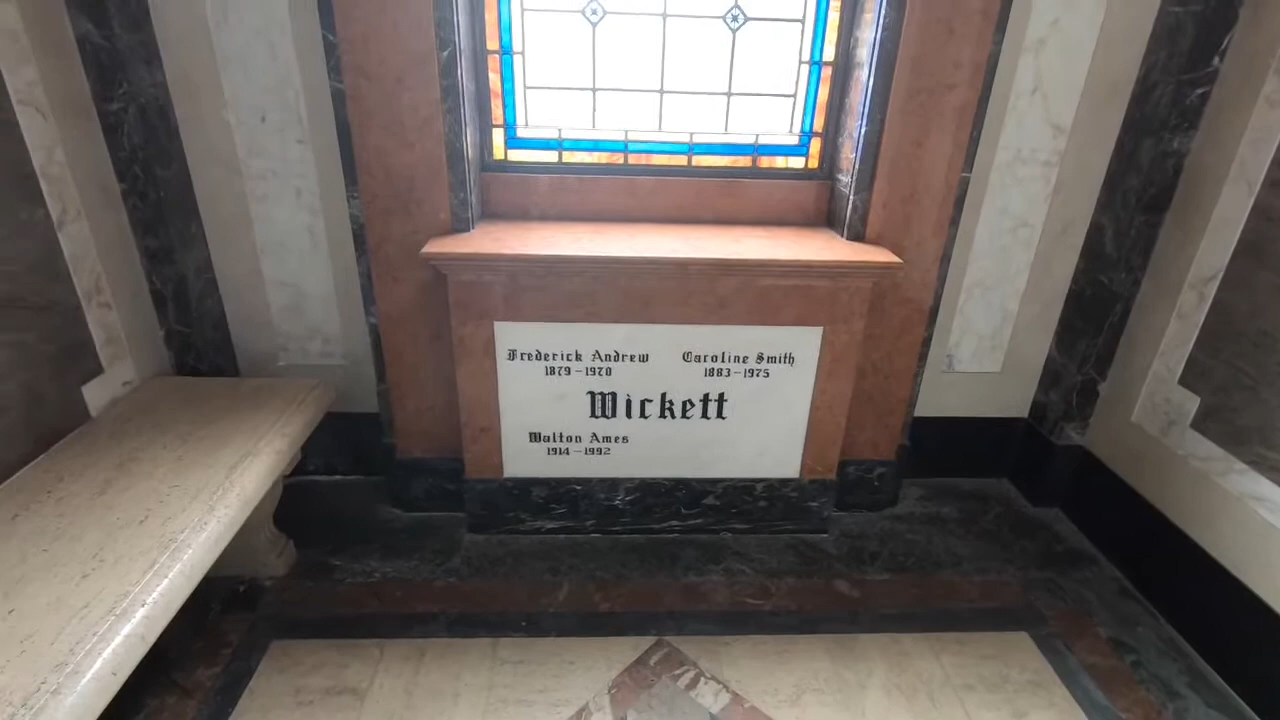 Frederick Andrew Caroline Smith
1879-1970 1883-1975
Wickett
Walton Ames
1914-1992